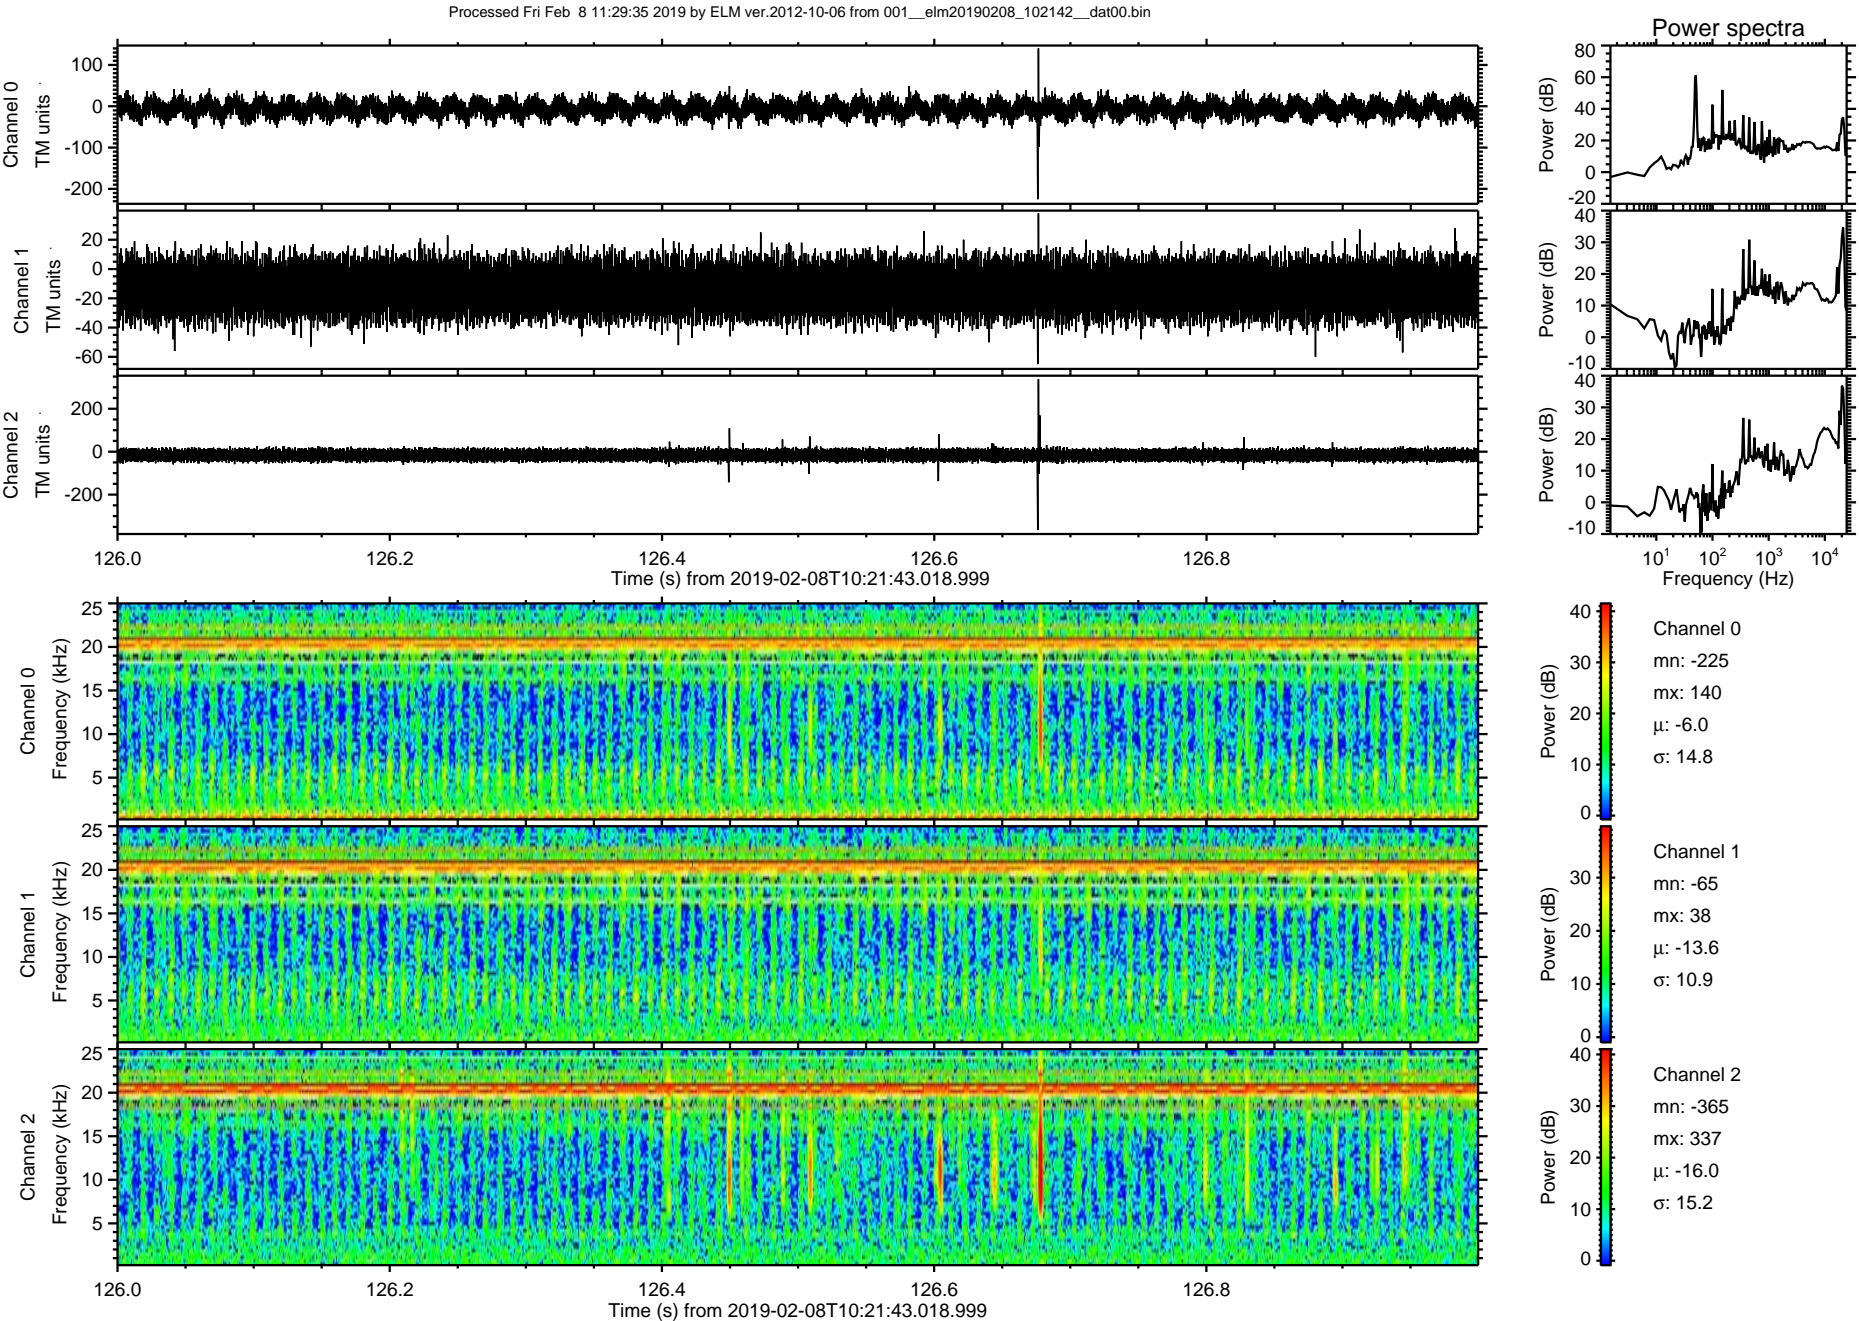 Processed Fri Feb  8 11:29:35 2019 by ELM ver.2012-10-06 from 001__elm20190208_102142__dat00.bin
Power spectra
Channel 0
TM units
100
0
-100
-200
Power (dB)
80
60
40
20
0
-20
Channel 1
TM units
20
0
-20
-40
-60
Power (dB)
40
30
20
10
0
-10
Channel 2
TM units
200
0
-200
Power (dB)
40
30
20
10
0
-10
126.0 126.2 126.4 126.6 126.8
Time (s) from 2019-02-08T10:21:43.018.999
10^1 10^2 10^3 10^4
Frequency (Hz)
Channel 0
Frequency (kHz)
25
20
15
10
5
Power (dB)
40
30
20
10
0
Channel 0
mn: -225
mx: 140
μ: -6.0
σ: 14.8
Channel 1
Frequency (kHz)
25
20
15
10
5
Power (dB)
30
20
10
0
Channel 1
mn: -65
mx: 38
μ: -13.6
σ: 10.9
Channel 2
Frequency (kHz)
25
20
15
10
5
Power (dB)
40
30
20
10
0
Channel 2
mn: -365
mx: 337
μ: -16.0
σ: 15.2
126.0 126.2 126.4 126.6 126.8
Time (s) from 2019-02-08T10:21:43.018.999